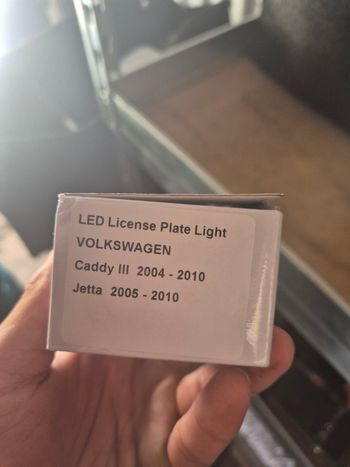 LED License Plate Light
VOLKSWAGEN
Caddy III 2004 - 2010
Jetta 2005 - 2010